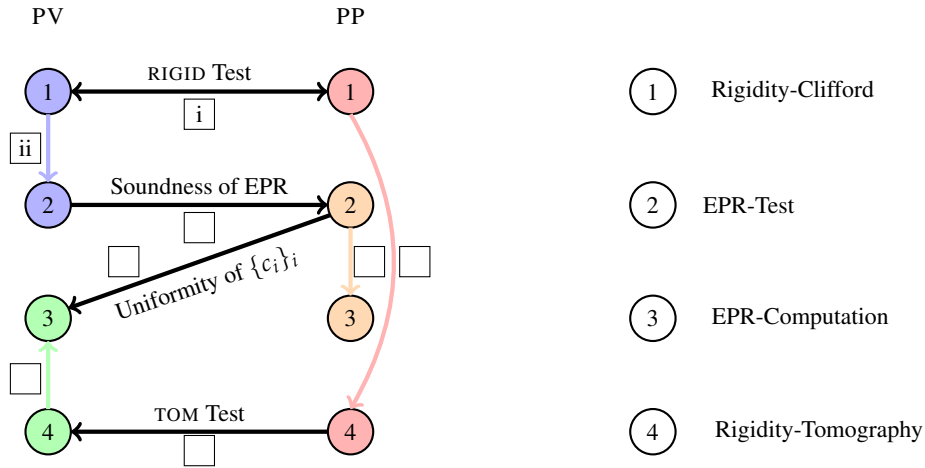 PV PP
RIGID Test
1 1 1 Rigidity-Clifford
i
ii
Soundness of EPR
2 2 2 EPR-Test
Uniformity of {c_i}_i
3 3 3 EPR-Computation
TOM Test
4 4 4 Rigidity-Tomography